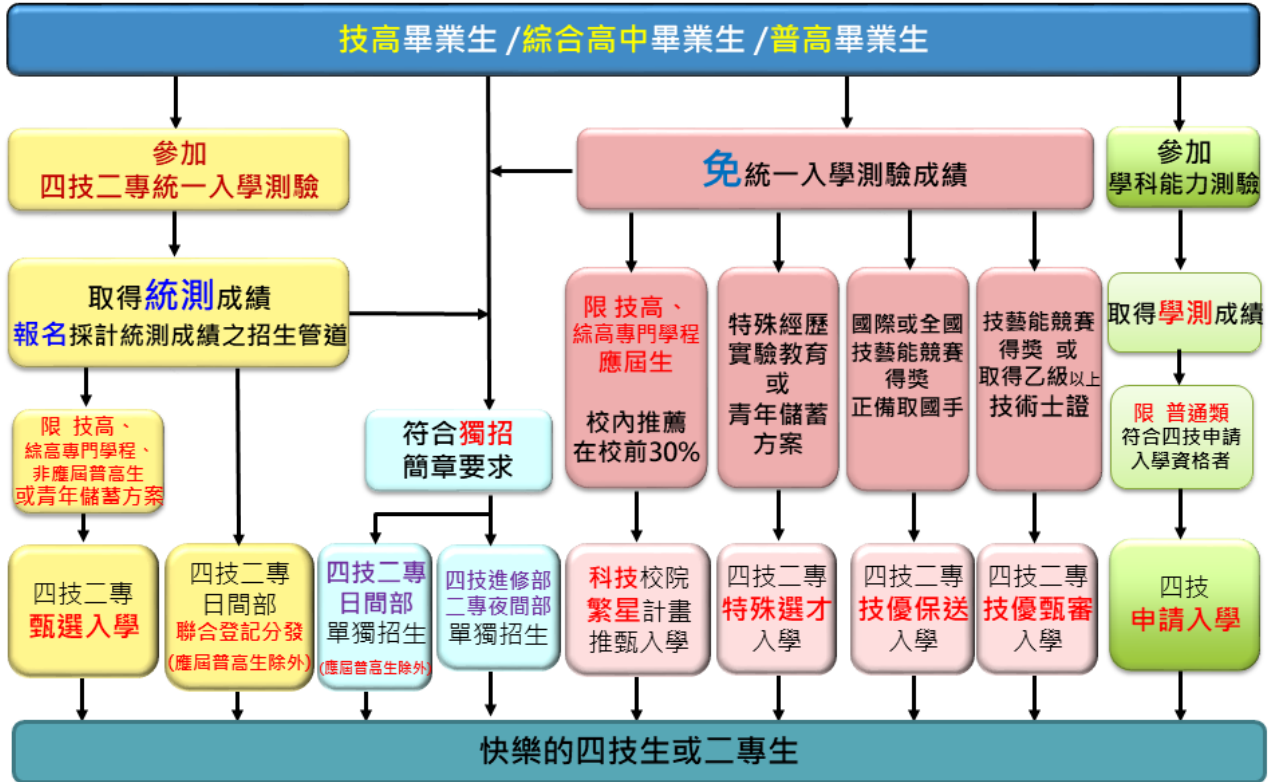 技高畢業生 /綜合高中畢業生 /普高畢業生
參加
四技二專統一入學測驗
免統一入學測驗成績
參加
學科能力測驗
取得統測成績
報名採計統測成績之招生管道
限 技高、
綜高專門學程
應屆生
校內推薦
在校前30%
特殊經歷
實驗教育
或
青年儲蓄
方案
國際或全國
技藝能競賽
得獎
正備取國手
技藝能競賽
得獎 或
取得乙級以上
技術士證
取得學測成績
限 技高、
綜高專門學程、
非應屆普高生
或青年儲蓄方案
符合獨招
簡章要求
限 普通類
符合四技申請
入學資格者
四技二專
甄選入學
四技二專
日間部
聯合登記分發
(應屆普高生除外)
四技二專
日間部
單獨招生
(應屆普高生除外)
四技進修部
二專夜間部
單獨招生
科技校院
繁星計畫
推甄入學
四技二專
特殊選才
入學
四技二專
技優保送
入學
四技二專
技優甄審
入學
四技
申請入學
快樂的四技生或二專生